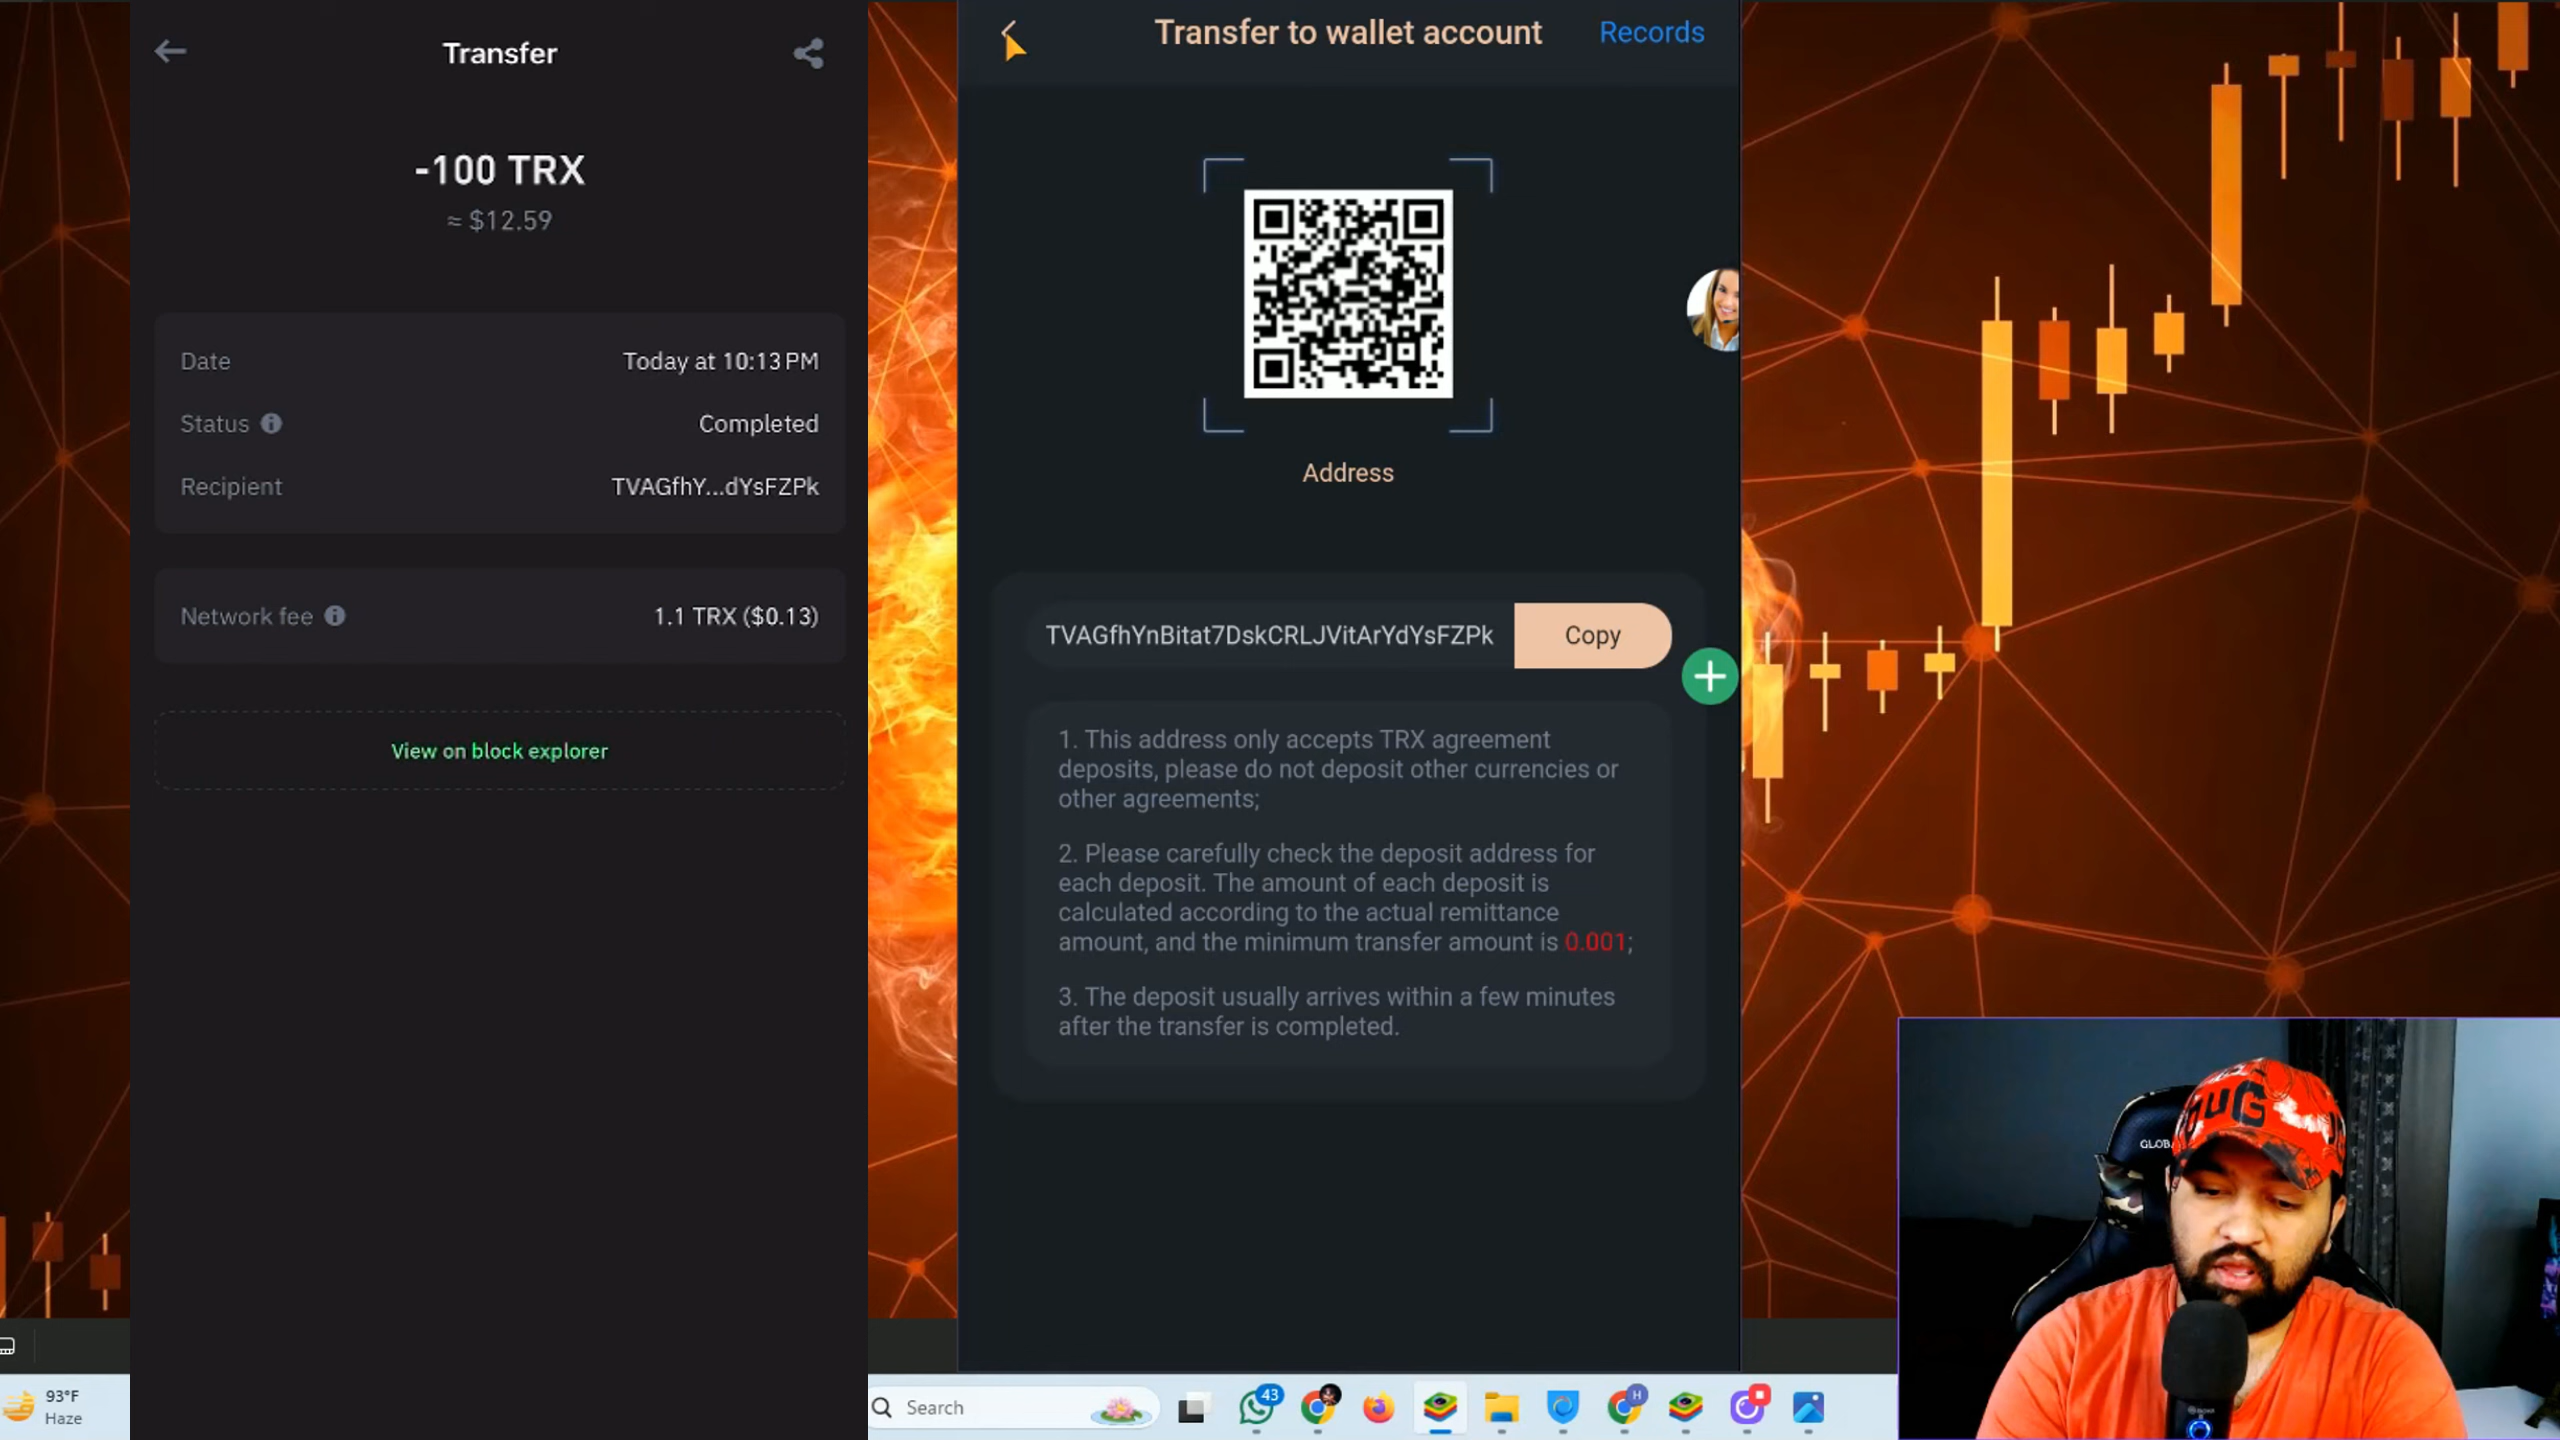 Transfer
-100 TRX
≈ $12.59
Date
Today at 10:13 PM
Status
Completed
Recipient
TVAGfhY...dYsFZPk
Network fee
1.1 TRX ($0.13)
View on block explorer
Transfer to wallet account
Records
Address
TVAGfhYnBitat7DskCRLJVitArYdYsFZPk
Copy
1. This address only accepts TRX agreement
deposits, please do not deposit other currencies or
other agreements;
2. Please carefully check the deposit address for
each deposit. The amount of each deposit is
calculated according to the actual remittance
amount, and the minimum transfer amount is 0.001;
3. The deposit usually arrives within a few minutes
after the transfer is completed.
93°F
Haze
Search
43
H